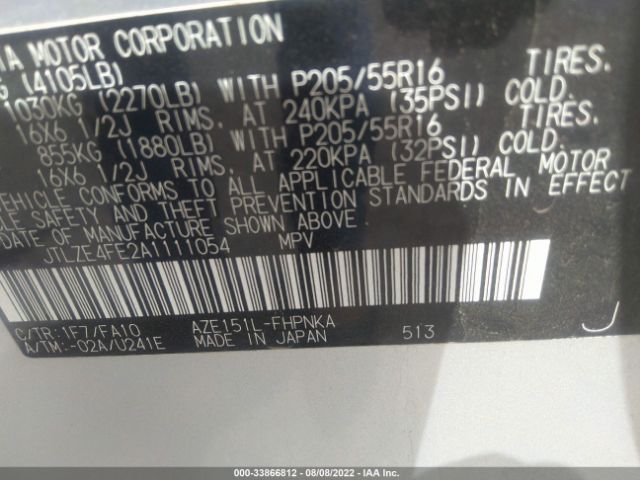 TA MOTOR CORPORATION
G (4105LB)
1030KG (2270LB) WITH P205/55R16 TIRES.
16X6 1/2J RIMS. AT 240KPA (35PSI) COLD.
855KG (1880LB) WITH P205/55R16 TIRES.
16X6 1/2J RIMS. AT 220KPA (32PSI) COLD.
VEHICLE CONFORMS TO ALL APPLICABLE FEDERAL MOTOR
CLE SAFETY AND THEFT PREVENTION STANDARDS IN EFFECT
E DATE OF MANUFACTURE SHOWN ABOVE.
JTLZE4FE2A1111054 MPV
C/TR:1F7/FA10 AZE151L-FHPNKA
A/TM:-02A/U241E MADE IN JAPAN 513
J
000-33866812 - 08/08/2022 - IAA Inc.